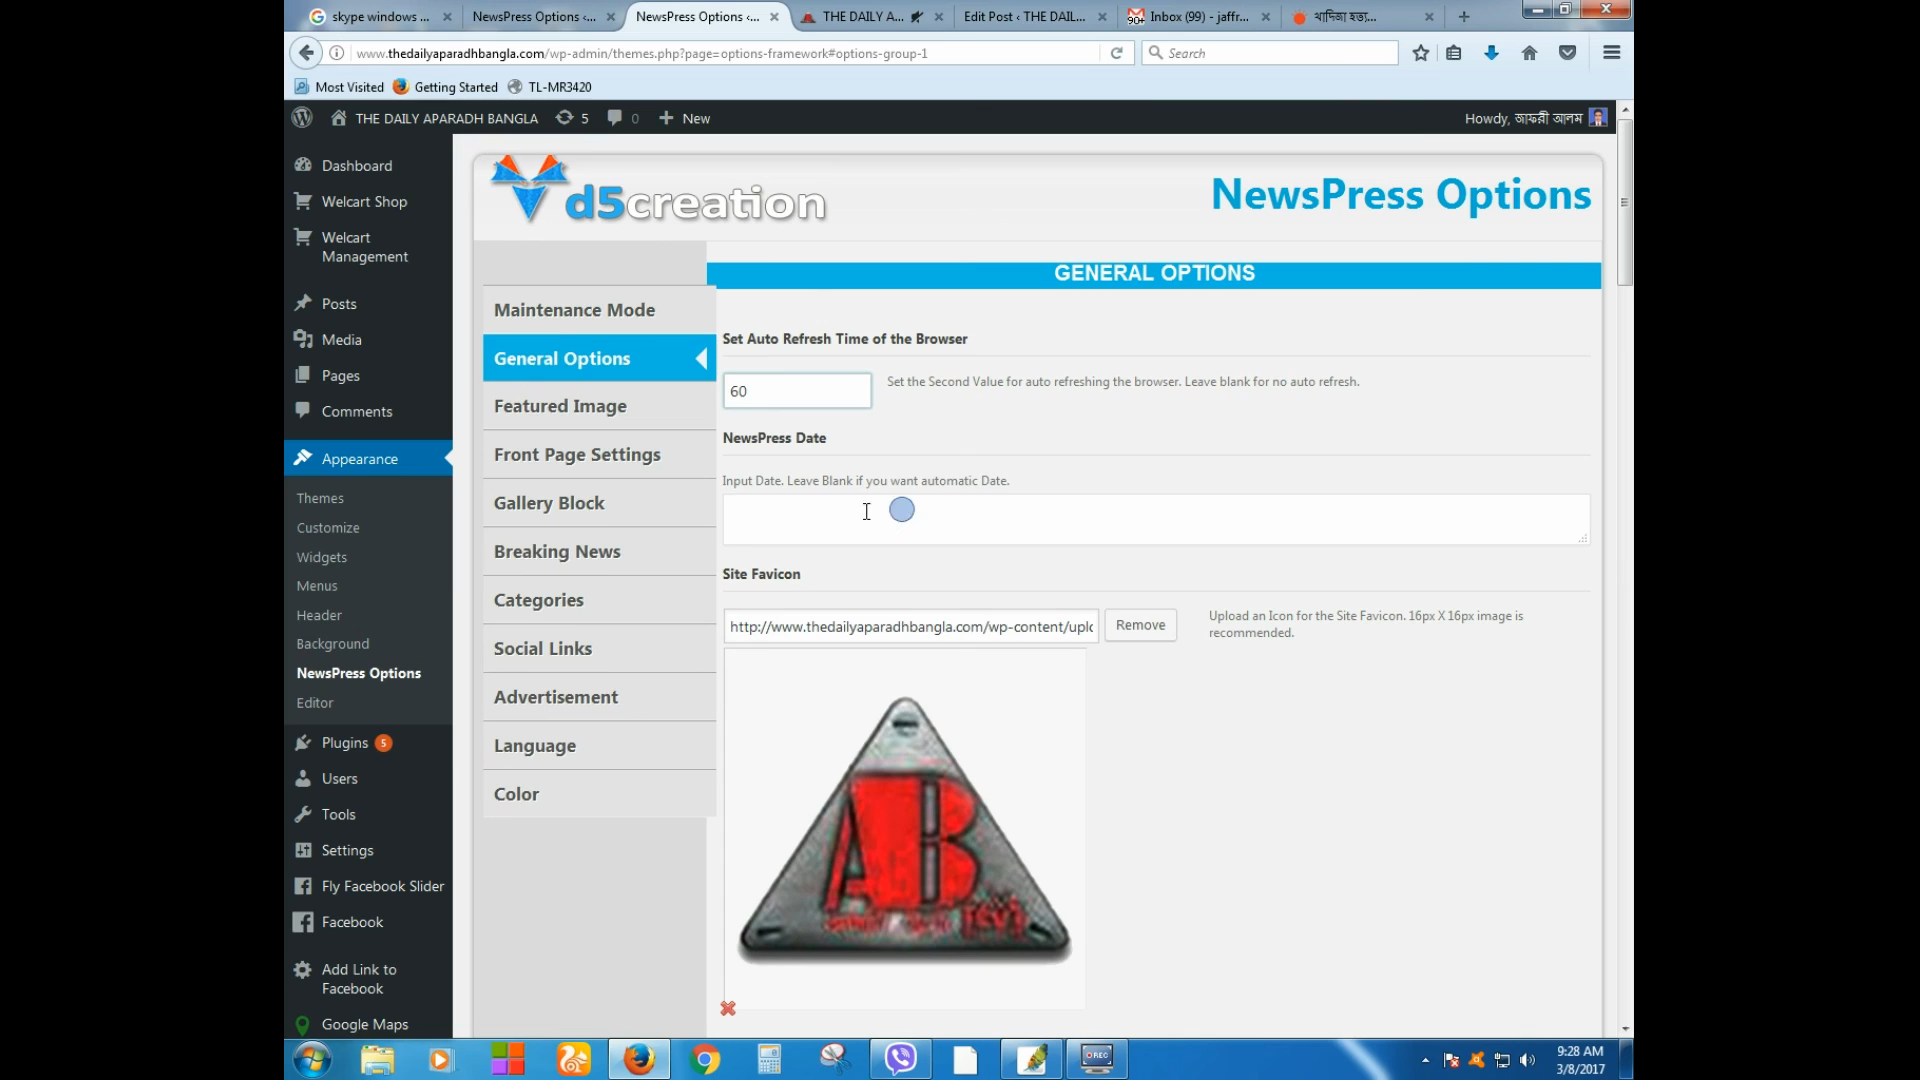 skype windows ...
NewsPress Options ‹...
NewsPress Options ‹...
THE DAILY A...
Edit Post ‹ THE DAIL...
Inbox (99) - jaffr...
খাদিজা হত্য...
www.thedailyaparadhbangla.com/wp-admin/themes.php?page=options-framework#options-group-1
Search
Most Visited
Getting Started
TL-MR3420
THE DAILY APARADH BANGLA
5
0
New
Howdy, জাফরী আলম
Dashboard
Welcart Shop
Welcart
Management
Posts
Media
Pages
Comments
Appearance
Themes
Customize
Widgets
Menus
Header
Background
NewsPress Options
Editor
Plugins 5
Users
Tools
Settings
Fly Facebook Slider
Facebook
Add Link to
Facebook
Google Maps
d5creation
NewsPress Options
Maintenance Mode
General Options
Featured Image
Front Page Settings
Gallery Block
Breaking News
Categories
Social Links
Advertisement
Language
Color
GENERAL OPTIONS
Set Auto Refresh Time of the Browser
60
Set the Second Value for auto refreshing the browser. Leave blank for no auto refresh.
NewsPress Date
Input Date. Leave Blank if you want automatic Date.
Site Favicon
http://www.thedailyaparadhbangla.com/wp-content/uplo
Remove
Upload an Icon for the Site Favicon. 16px X 16px image is
recommended.
AB
REC
9:28 AM
3/8/2017